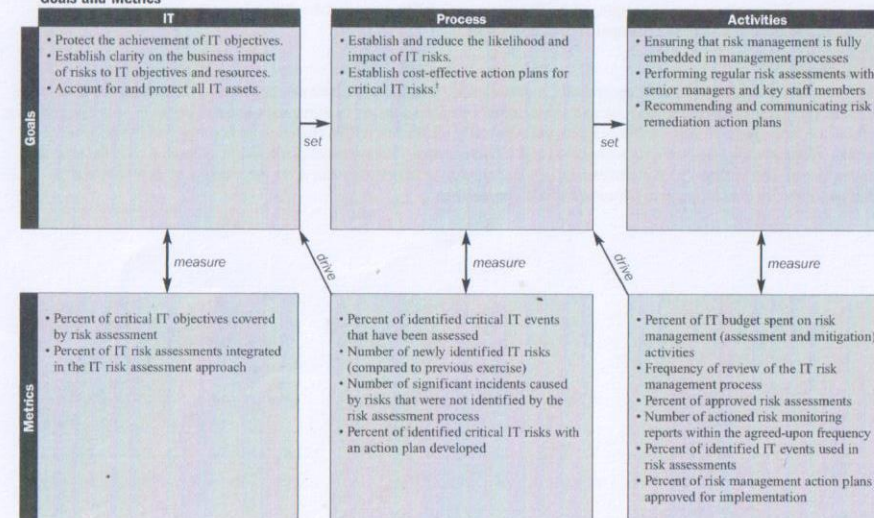 Goals and Metrics
IT
• Protect the achievement of IT objectives.
• Establish clarity on the business impact
of risks to IT objectives and resources.
• Account for and protect all IT assets.
Process
• Establish and reduce the likelihood and
impact of IT risks.
• Establish cost-effective action plans for
critical IT risks.
Activities
• Ensuring that risk management is fully
embedded in management processes
• Performing regular risk assessments with
senior managers and key staff members
• Recommending and communicating risk
remediation action plans
Goals
set
set
measure
drive
measure
drive
measure
Metrics
• Percent of critical IT objectives covered
by risk assessment
• Percent of IT risk assessments integrated
in the IT risk assessment approach
• Percent of identified critical IT events
that have been assessed
• Number of newly identified IT risks
(compared to previous exercise)
• Number of significant incidents caused
by risks that were not identified by the
risk assessment process
• Percent of identified critical IT risks with
an action plan developed
• Percent of IT budget spent on risk
management (assessment and mitigation)
activities
• Frequency of review of the IT risk
management process
• Percent of approved risk assessments
• Number of actioned risk monitoring
reports within the agreed-upon frequency
• Percent of identified IT events used in
risk assessments
• Percent of risk management action plans
approved for implementation